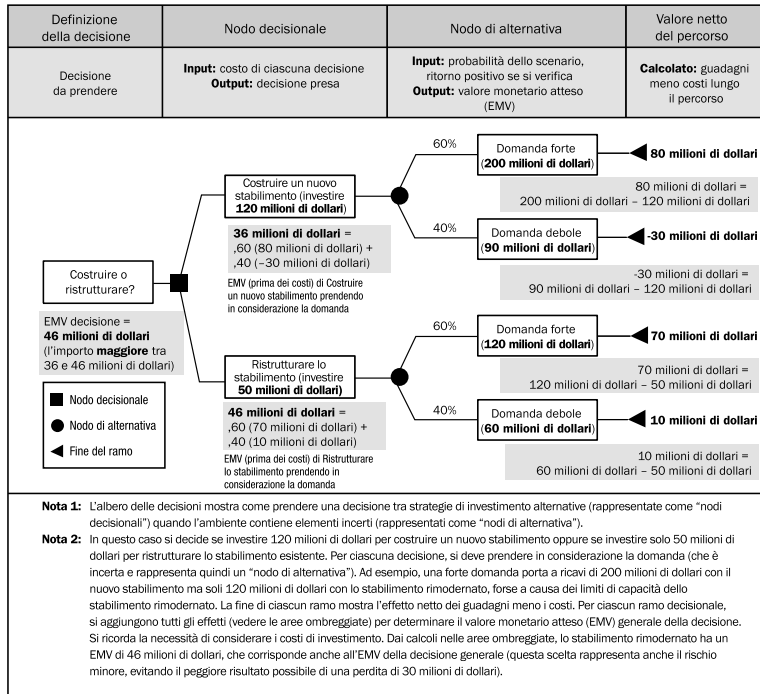 Definizione
della decisione
Nodo decisionale
Nodo di alternativa
Valore netto
del percorso
Decisione
da prendere
Input: costo di ciascuna decisione
Output: decisione presa
Input: probabilità dello scenario,
ritorno positivo se si verifica
Output: valore monetario atteso
(EMV)
Calcolato: guadagni
meno costi lungo
il percorso
Costruire o
ristrutturare?
EMV decisione =
46 milioni di dollari
(l'importo maggiore tra
36 e 46 milioni di dollari)
Nodo decisionale
Nodo di alternativa
Fine del ramo
Costruire un nuovo
stabilimento (investire
120 milioni di dollari)
36 milioni di dollari =
,60 (80 milioni di dollari) +
,40 (–30 milioni di dollari)
EMV (prima dei costi) di Costruire
un nuovo stabilimento prendendo
in considerazione la domanda
60%
Domanda forte
(200 milioni di dollari)
80 milioni di dollari
80 milioni di dollari =
200 milioni di dollari – 120 milioni di dollari
40%
Domanda debole
(90 milioni di dollari)
-30 milioni di dollari
-30 milioni di dollari =
90 milioni di dollari – 120 milioni di dollari
Ristrutturare lo
stabilimento (investire
50 milioni di dollari)
46 milioni di dollari =
,60 (70 milioni di dollari) +
,40 (10 milioni di dollari)
EMV (prima dei costi) di Ristrutturare
lo stabilimento prendendo in
considerazione la domanda
60%
Domanda forte
(120 milioni di dollari)
70 milioni di dollari
70 milioni di dollari =
120 milioni di dollari – 50 milioni di dollari
40%
Domanda debole
(60 milioni di dollari)
10 milioni di dollari
10 milioni di dollari =
60 milioni di dollari – 50 milioni di dollari
Nota 1: L'albero delle decisioni mostra come prendere una decisione tra strategie di investimento alternative (rappresentate come “nodi
decisionali”) quando l'ambiente contiene elementi incerti (rappresentati come “nodi di alternativa”).
Nota 2: In questo caso si decide se investire 120 milioni di dollari per costruire un nuovo stabilimento oppure se investire solo 50 milioni di
dollari per ristrutturare lo stabilimento esistente. Per ciascuna decisione, si deve prendere in considerazione la domanda (che è
incerta e rappresenta quindi un “nodo di alternativa”). Ad esempio, una forte domanda porta a ricavi di 200 milioni di dollari con il
nuovo stabilimento ma soli 120 milioni di dollari con lo stabilimento rimodernato, forse a causa dei limiti di capacità dello
stabilimento rimodernato. La fine di ciascun ramo mostra l'effetto netto dei guadagni meno i costi. Per ciascun ramo decisionale,
si aggiungono tutti gli effetti (vedere le aree ombreggiate) per determinare il valore monetario atteso (EMV) generale della decisione.
Si ricorda la necessità di considerare i costi di investimento. Dai calcoli nelle aree ombreggiate, lo stabilimento rimodernato ha un
EMV di 46 milioni di dollari, che corrisponde anche all'EMV della decisione generale (questa scelta rappresenta anche il rischio
minore, evitando il peggiore risultato possibile di una perdita di 30 milioni di dollari).